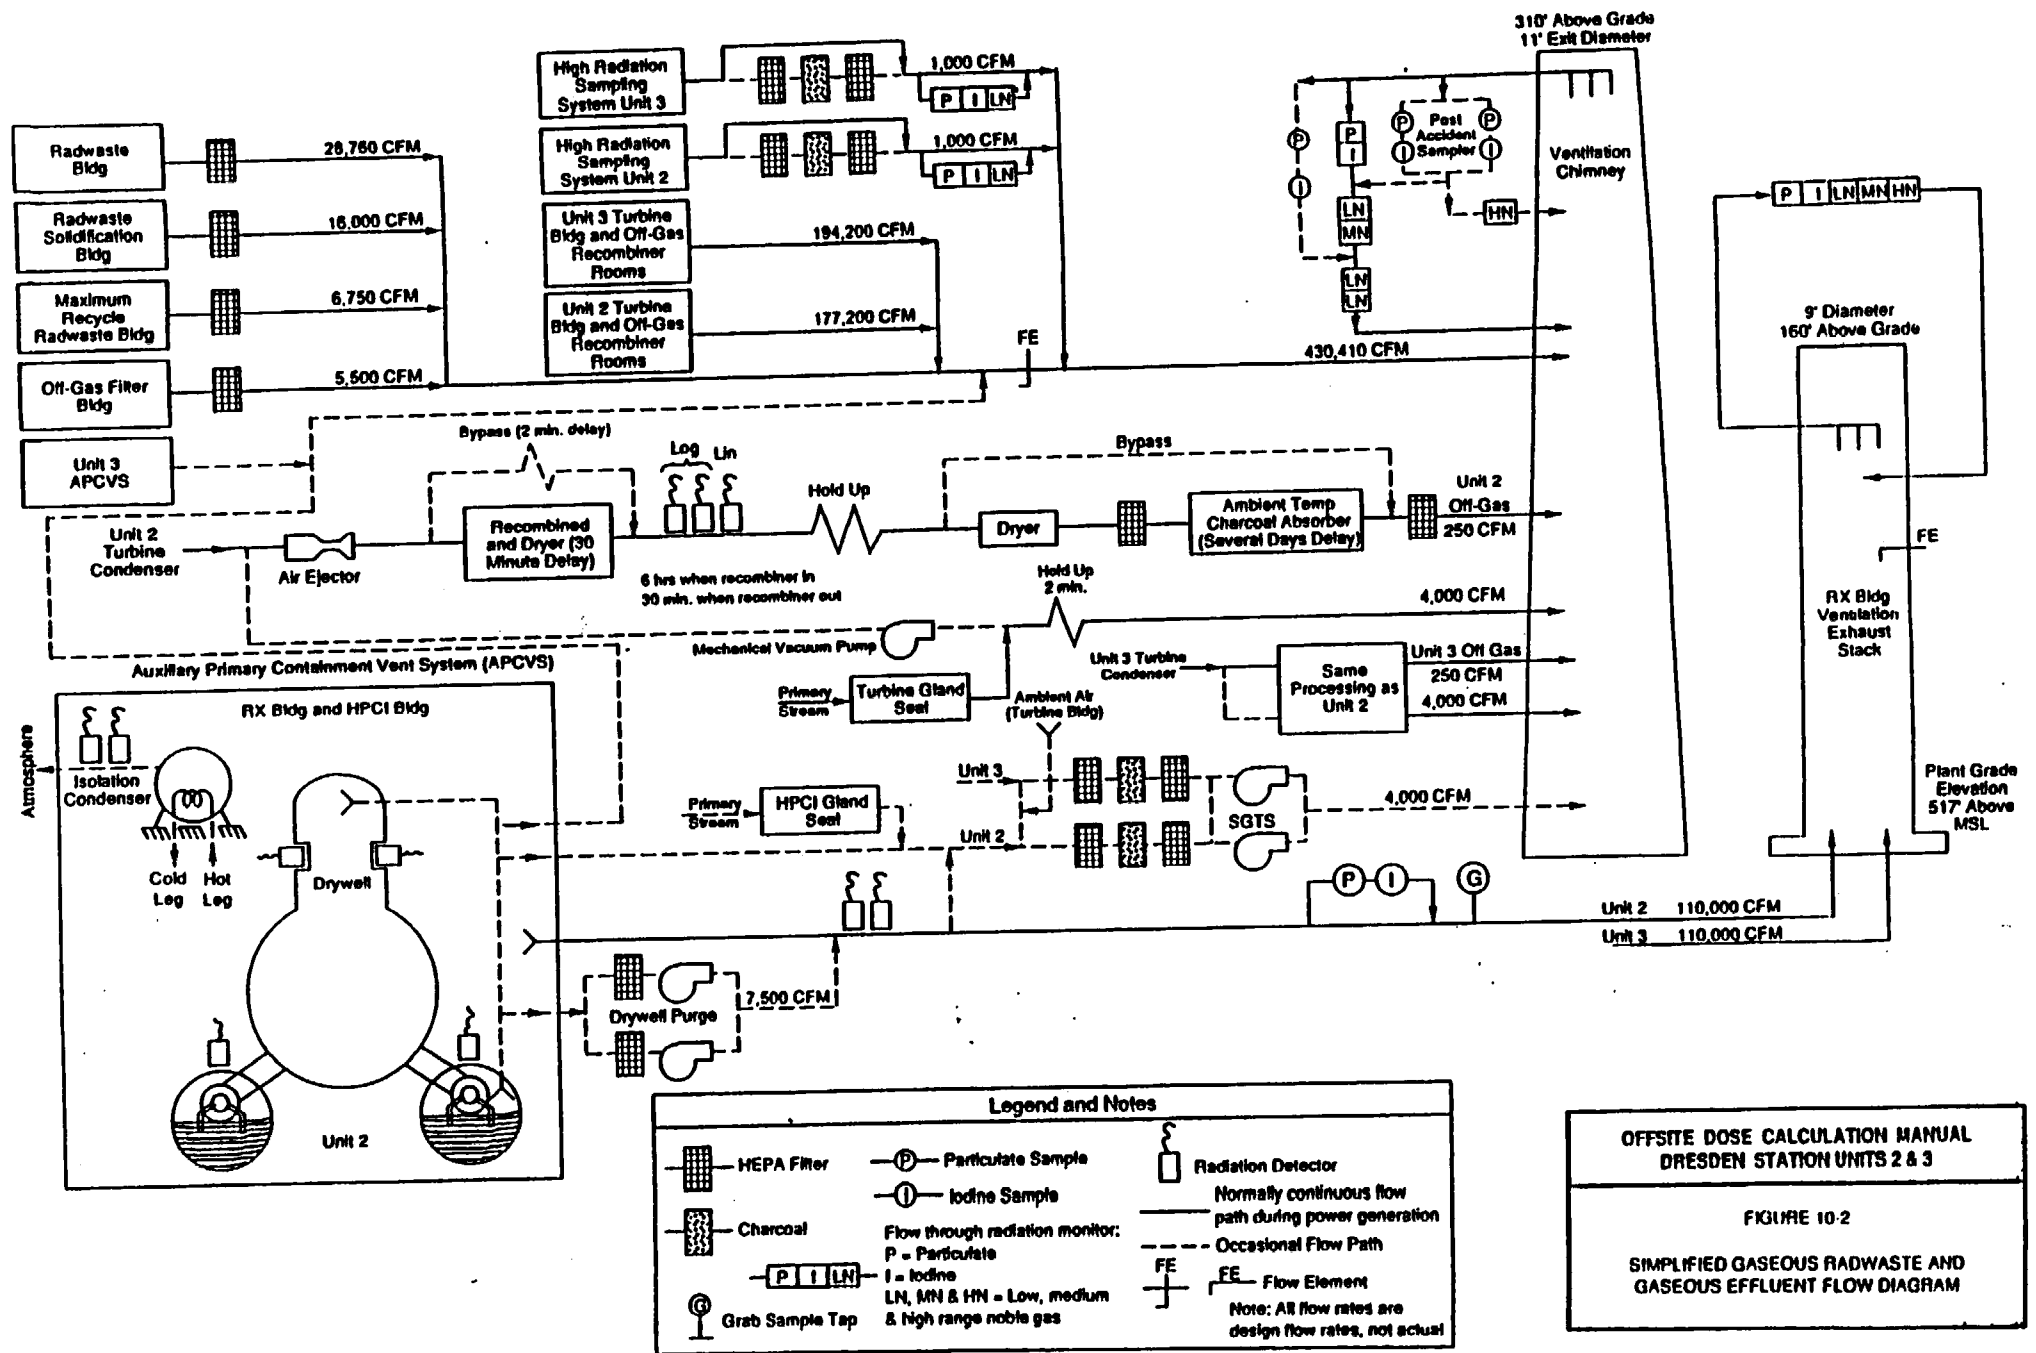 310' Above Grade
11' Exit Diameter
High Radiation
Sampling
System Unit 3
1,000 CFM
P I LN
High Radiation
Sampling
System Unit 2
1,000 CFM
P I LN
Radwaste
Bldg
26,750 CFM
Radwaste
Solidification
Bldg
16,000 CFM
Maximum
Recycle
Radwaste Bldg
6,750 CFM
Off-Gas Filter
Bldg
5,500 CFM
Unit 3
APCVS
Unit 3 Turbine
Bldg and Off-Gas
Recombiner
Rooms
194,200 CFM
Unit 2 Turbine
Bldg and Off-Gas
Recombiner
Rooms
177,200 CFM
FE
430,410 CFM
P
I
P
I
P
I
Post
Accident
Sampler
P
I
LN
MN
HN
LN
LN
Ventilation
Chimney
P I LN MN HN
9' Diameter
160' Above Grade
FE
RX Bldg
Ventilation
Exhaust
Stack
Plant Grade
Elevation
517' Above
MSL
Bypass (2 min. delay)
Log
Lin
Hold Up
Bypass
Unit 2
Turbine
Condenser
Air Ejector
Recombined
and Dryer (30
Minute Delay)
6 hrs when recombiner in
30 min. when recombiner out
Dryer
Ambient Temp
Charcoal Absorber
(Several Days Delay)
Unit 2
Off-Gas
250 CFM
Hold Up
2 min.
4,000 CFM
Mechanical Vacuum Pump
Primary
Stream
Turbine Gland
Seal
Ambient Air
(Turbine Bldg)
Unit 3 Turbine
Condenser
Same
Processing as
Unit 2
Unit 3 Off Gas
250 CFM
4,000 CFM
Auxiliary Primary Containment Vent System (APCVS)
RX Bldg and HPCI Bldg
Atmosphere
Isolation
Condenser
Cold
Leg
Hot
Leg
Drywell
Unit 2
Primary
Stream
HPCI Gland
Seal
Unit 3
Unit 2
SGTS
4,000 CFM
P
I
G
Unit 2 110,000 CFM
Unit 3 110,000 CFM
Drywell Purge
7,500 CFM
Legend and Notes
HEPA Filter
Charcoal
P I LN
G
Grab Sample Tap
P
Particulate Sample
I
Iodine Sample
Flow through radiation monitor:
P = Particulate
I = Iodine
LN, MN & HN = Low, medium
& high range noble gas
Radiation Detector
Normally continuous flow
path during power generation
Occasional Flow Path
FE
FE
Flow Element
Note: All flow rates are
design flow rates, not actual
OFFSITE DOSE CALCULATION MANUAL
DRESDEN STATION UNITS 2 & 3
FIGURE 10-2
SIMPLIFIED GASEOUS RADWASTE AND
GASEOUS EFFLUENT FLOW DIAGRAM